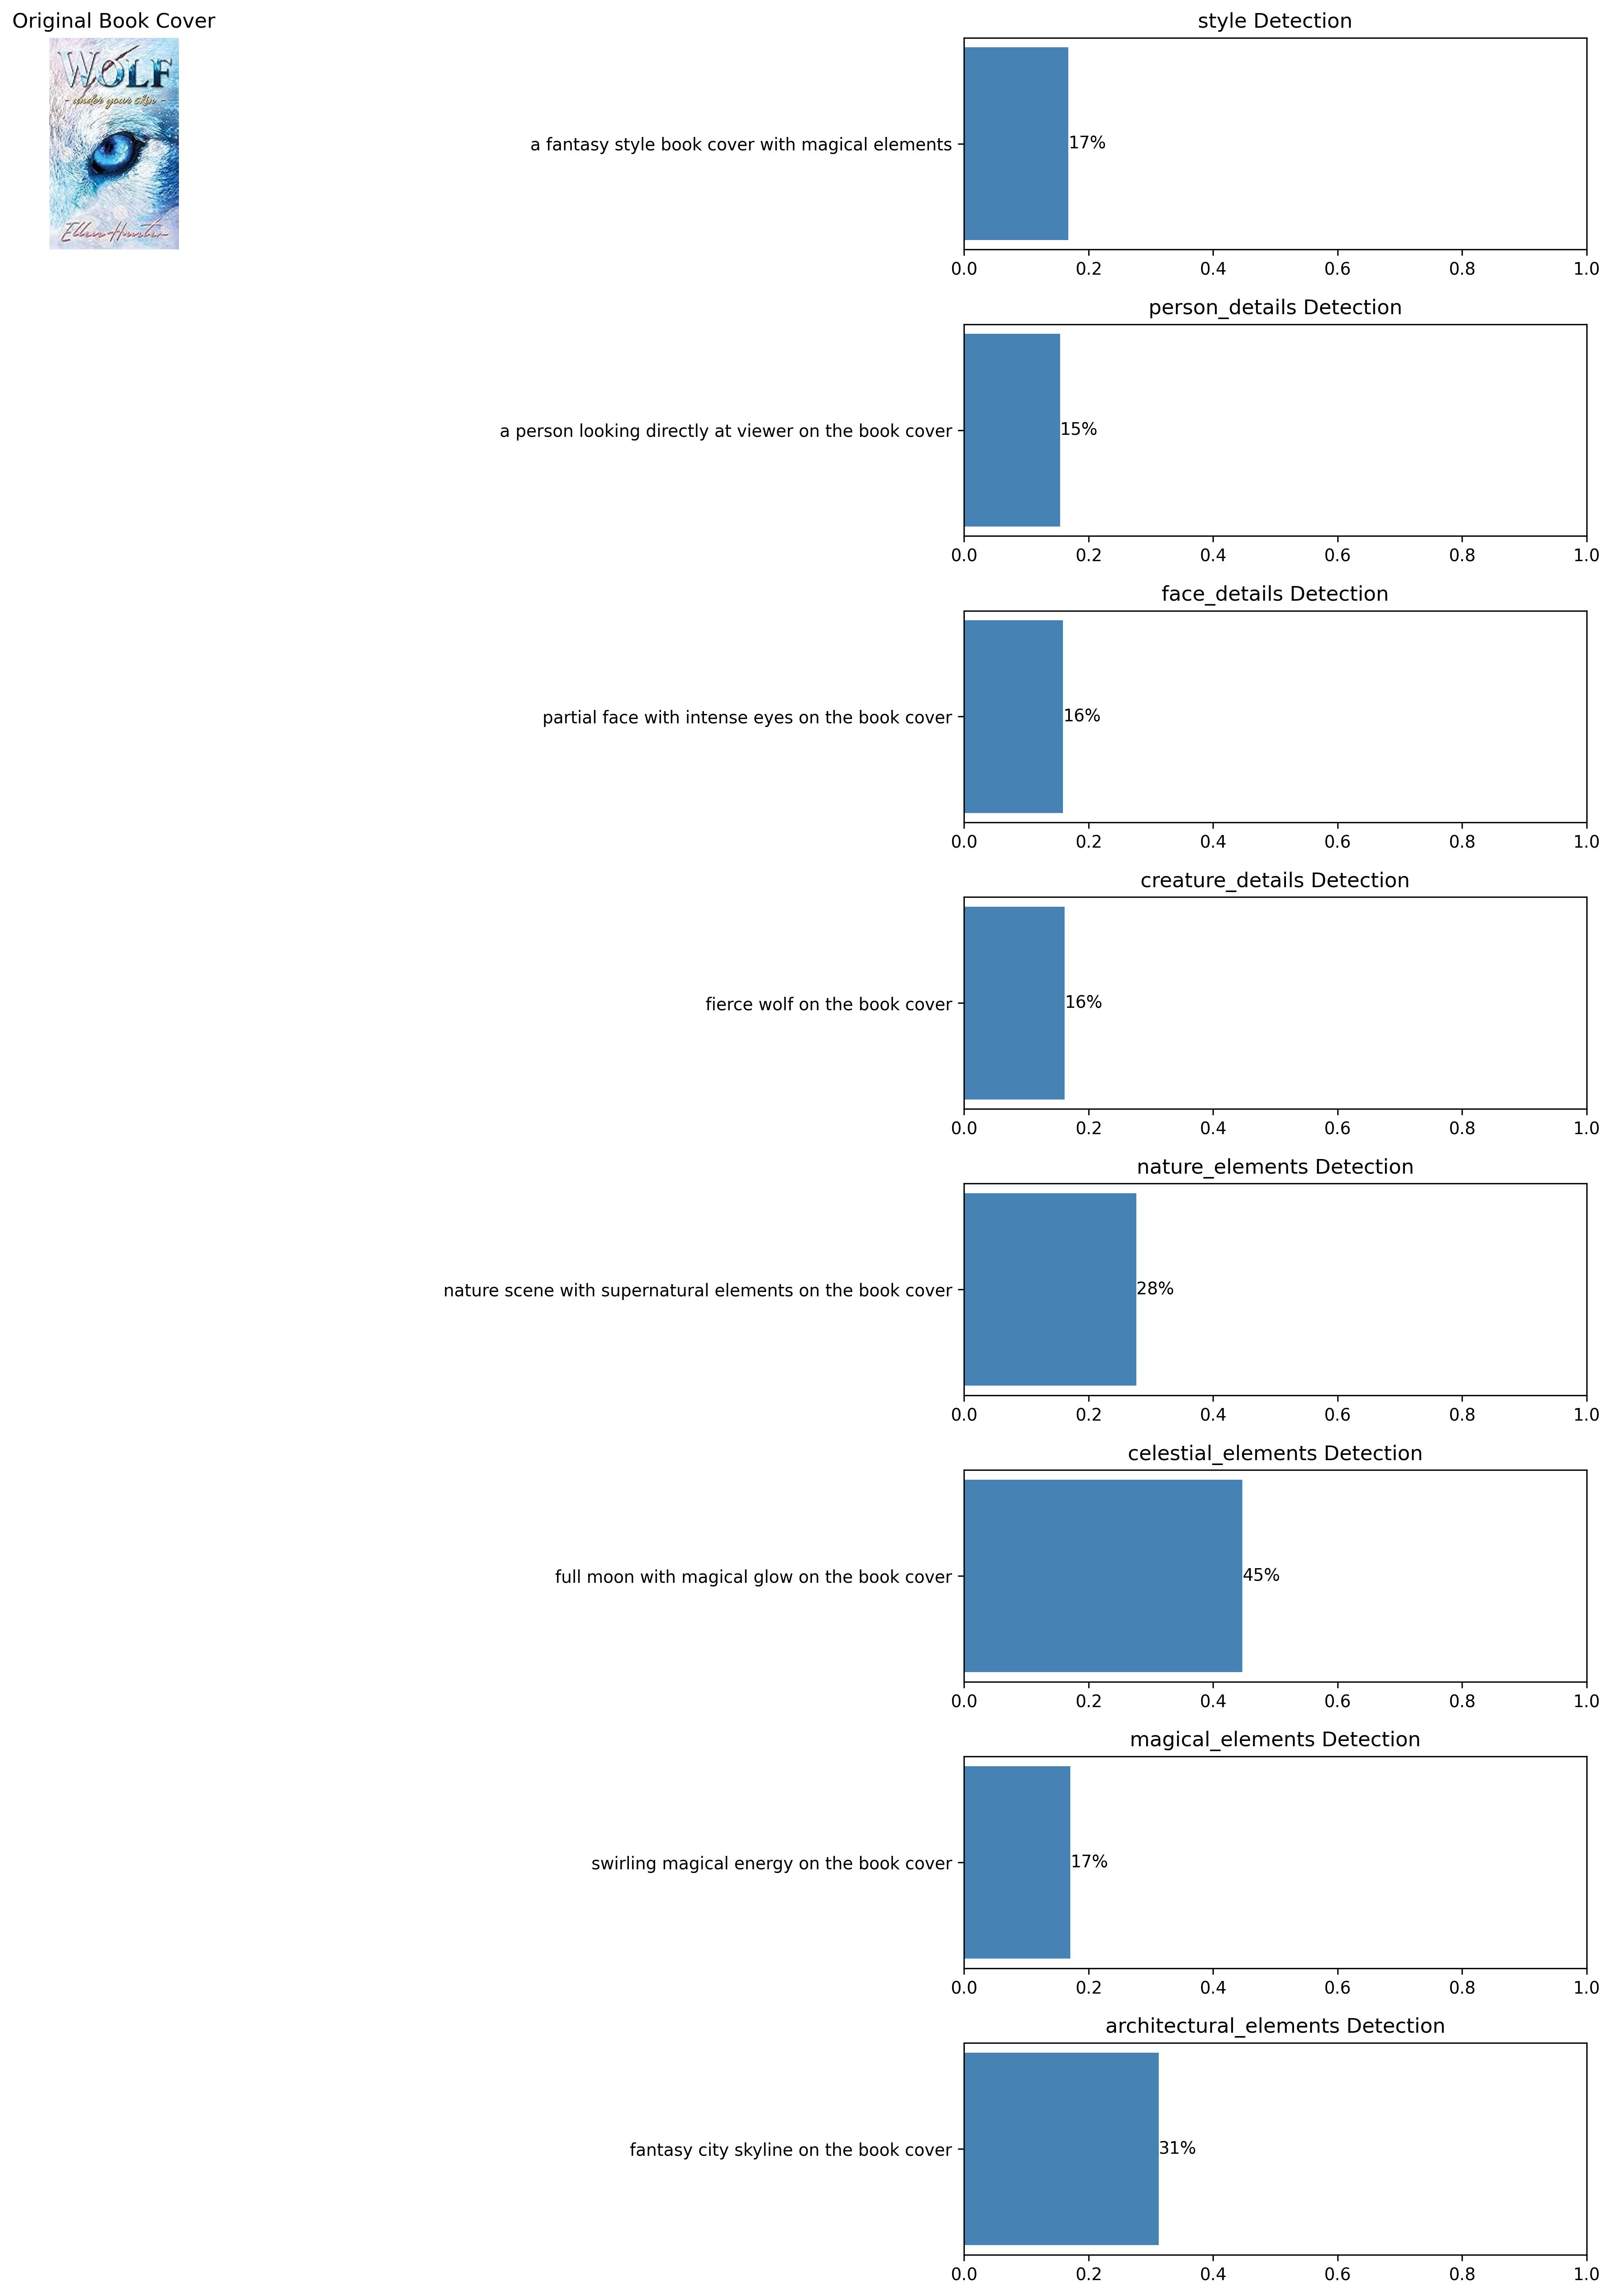 Original Book Cover
WOLF
- under your skin -
Ellen Hunter
style Detection
a fantasy style book cover with magical elements
17%
0.0 0.2 0.4 0.6 0.8 1.0
person_details Detection
a person looking directly at viewer on the book cover
15%
0.0 0.2 0.4 0.6 0.8 1.0
face_details Detection
partial face with intense eyes on the book cover
16%
0.0 0.2 0.4 0.6 0.8 1.0
creature_details Detection
fierce wolf on the book cover
16%
0.0 0.2 0.4 0.6 0.8 1.0
nature_elements Detection
nature scene with supernatural elements on the book cover
28%
0.0 0.2 0.4 0.6 0.8 1.0
celestial_elements Detection
full moon with magical glow on the book cover
45%
0.0 0.2 0.4 0.6 0.8 1.0
magical_elements Detection
swirling magical energy on the book cover
17%
0.0 0.2 0.4 0.6 0.8 1.0
architectural_elements Detection
fantasy city skyline on the book cover
31%
0.0 0.2 0.4 0.6 0.8 1.0